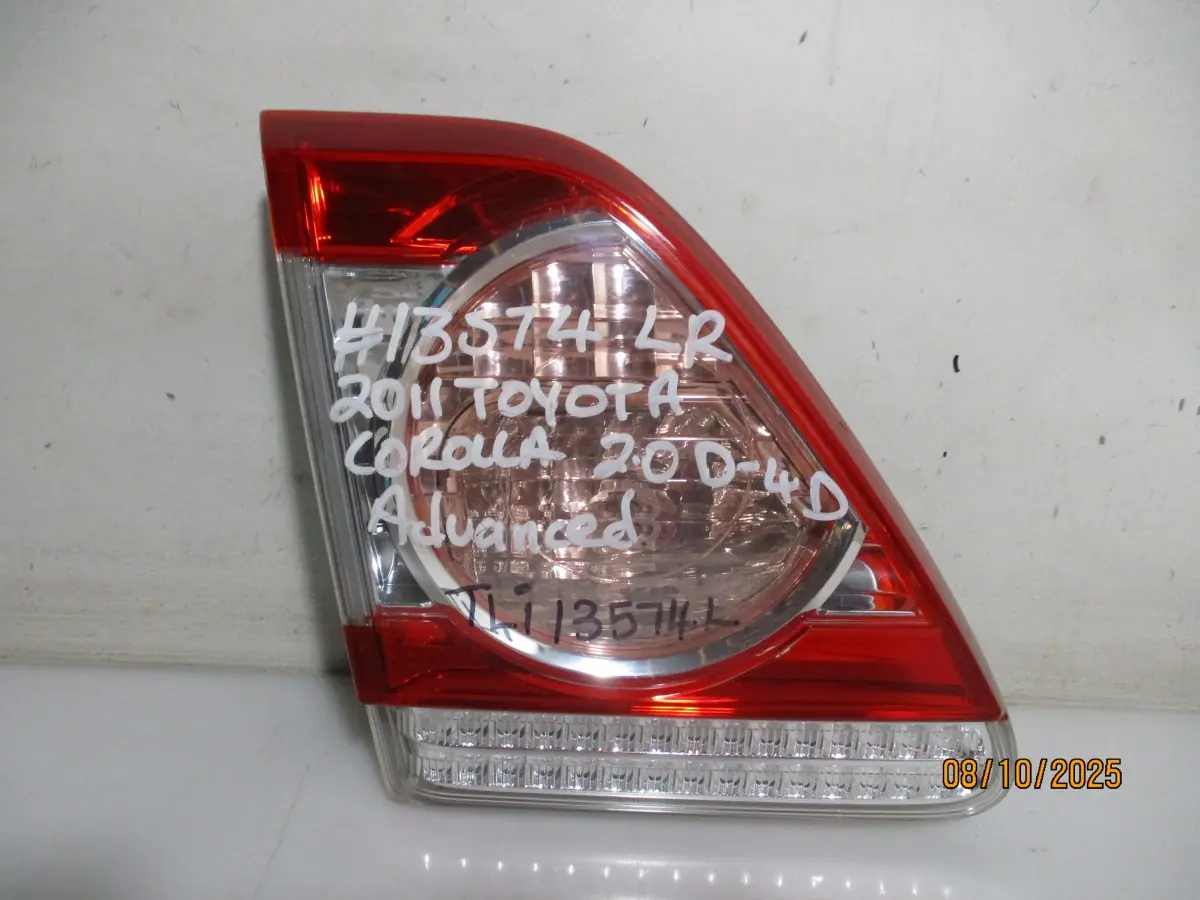 #13574 LR
2011 TOYOTA
COROLLA 2.0 D-4D
Advanced
TLi13574L
08/10/2025